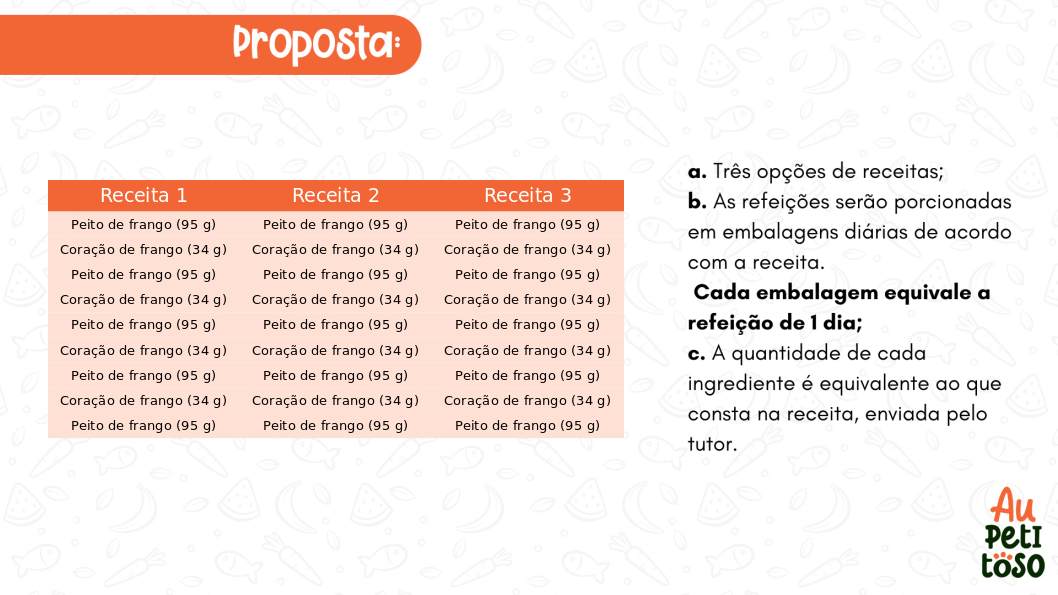 Proposta:
Receita 1 Receita 2 Receita 3
Peito de frango (95 g) Peito de frango (95 g) Peito de frango (95 g)
Coração de frango (34 g) Coração de frango (34 g) Coração de frango (34 g)
Peito de frango (95 g) Peito de frango (95 g) Peito de frango (95 g)
Coração de frango (34 g) Coração de frango (34 g) Coração de frango (34 g)
Peito de frango (95 g) Peito de frango (95 g) Peito de frango (95 g)
Coração de frango (34 g) Coração de frango (34 g) Coração de frango (34 g)
Peito de frango (95 g) Peito de frango (95 g) Peito de frango (95 g)
Coração de frango (34 g) Coração de frango (34 g) Coração de frango (34 g)
Peito de frango (95 g) Peito de frango (95 g) Peito de frango (95 g)
a. Três opções de receitas;
b. As refeições serão porcionadas
em embalagens diárias de acordo
com a receita.
Cada embalagem equivale a
refeição de 1 dia;
c. A quantidade de cada
ingrediente é equivalente ao que
consta na receita, enviada pelo
tutor.
Au
Peti
toso